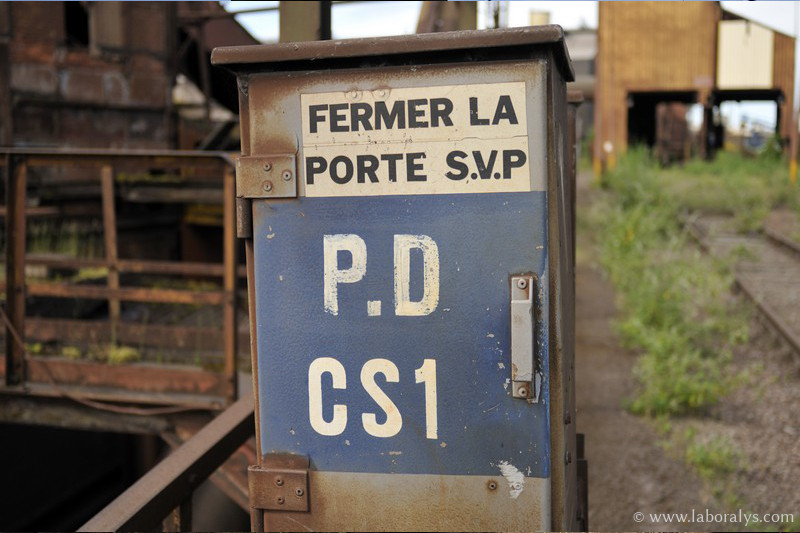 FERMER LA
PORTE S.V.P
P.D
CS1
© www.laboralys.com